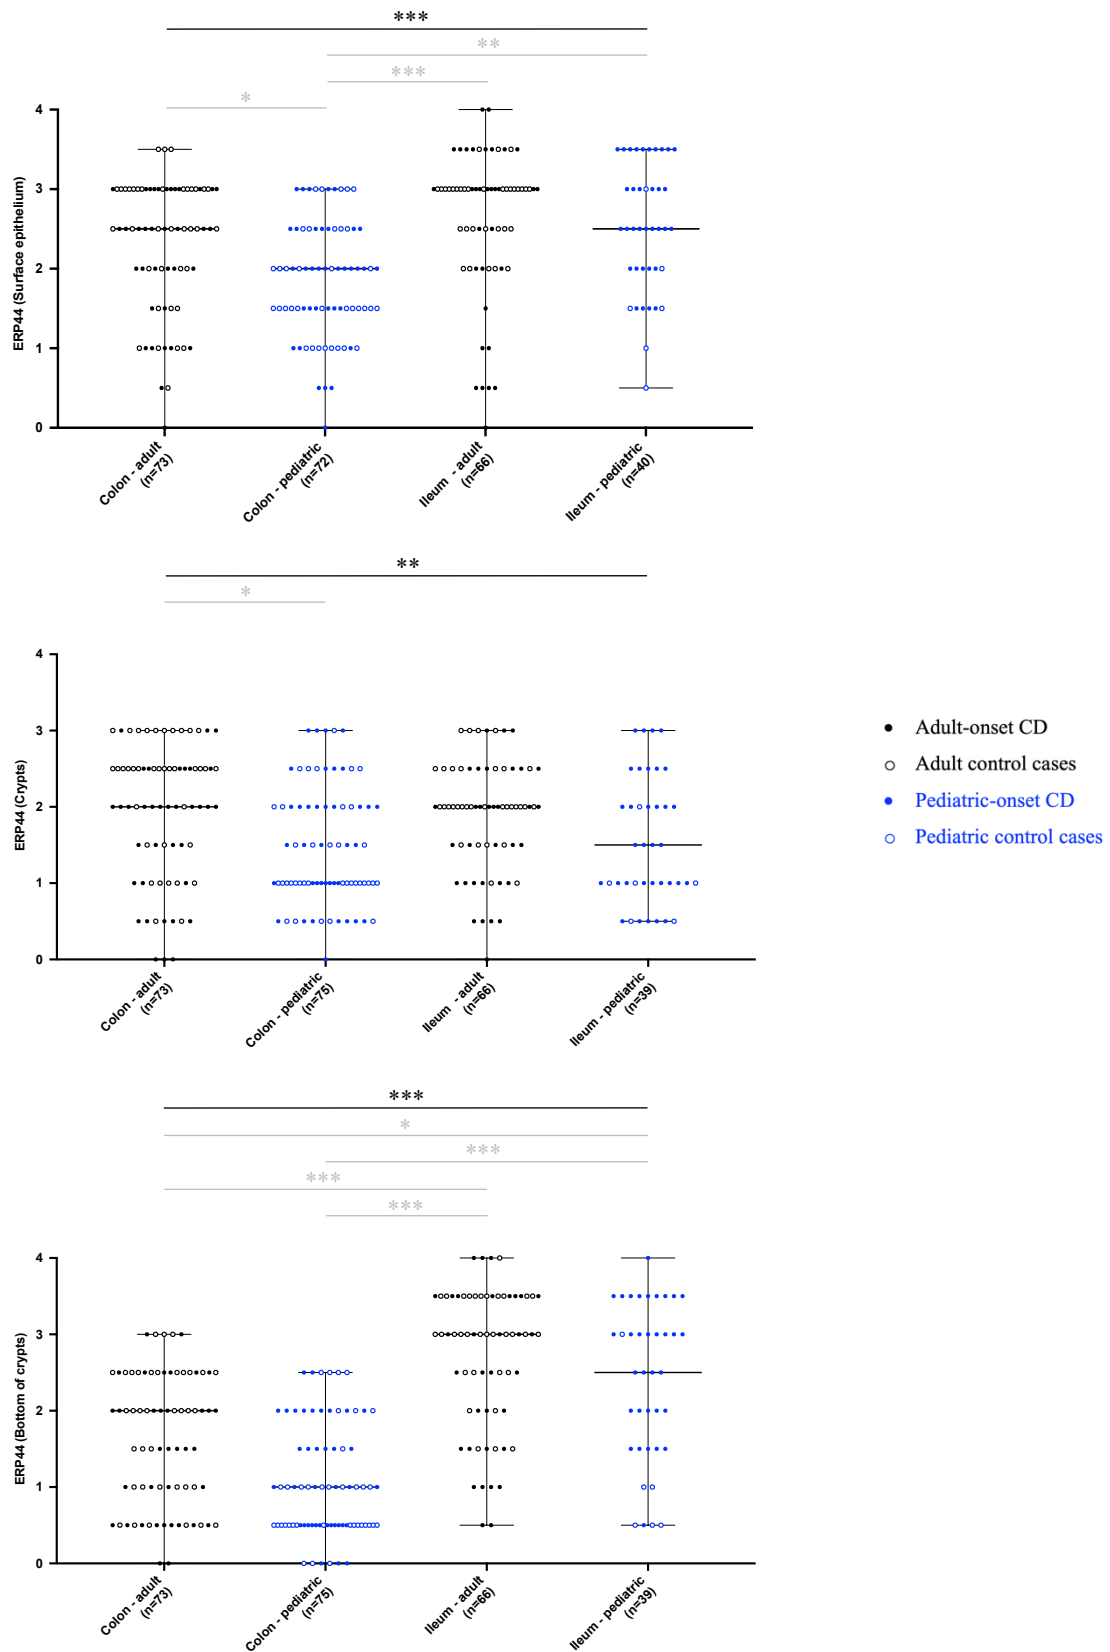 ***
**
***
*
4
3
2
1
0
ERP44 (Surface epithelium)
Colon - adult
(n=73)
Colon - pediatric
(n=72)
Ileum - adult
(n=66)
Ileum - pediatric
(n=40)
**
*
4
3
2
1
0
ERP44 (Crypts)
Colon - adult
(n=73)
Colon - pediatric
(n=75)
Ileum - adult
(n=66)
Ileum - pediatric
(n=39)
Adult-onset CD
Adult control cases
Pediatric-onset CD
Pediatric control cases
***
*
***
***
***
4
3
2
1
0
ERP44 (Bottom of crypts)
Colon - adult
(n=73)
Colon - pediatric
(n=75)
Ileum - adult
(n=66)
Ileum - pediatric
(n=39)